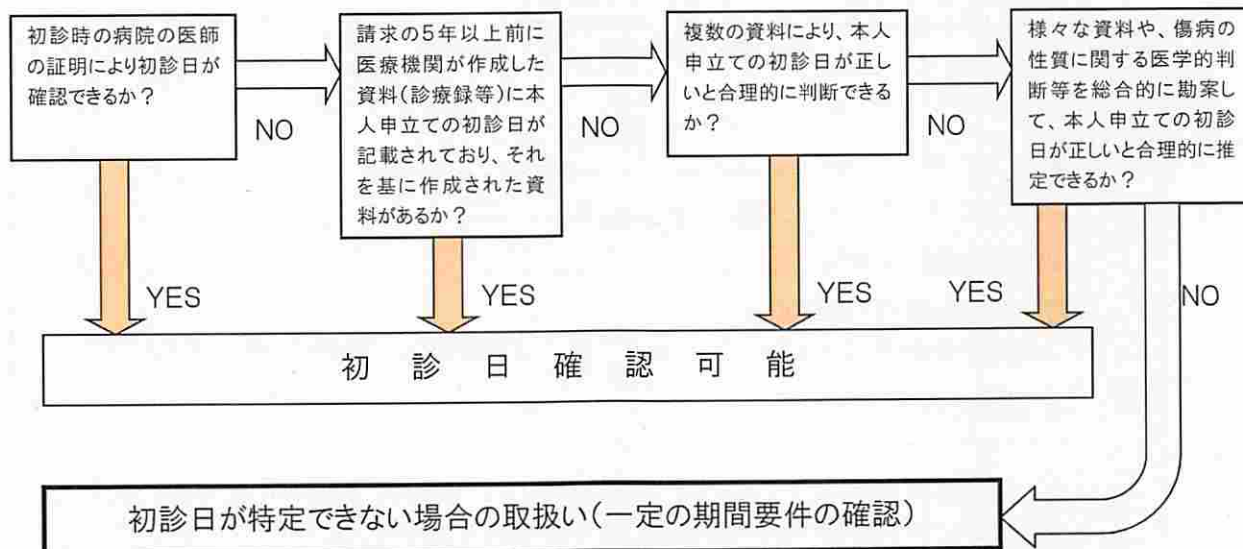 初診時の病院の医師
の証明により初診日が
確認できるか？
NO
請求の5年以上前に
医療機関が作成した
資料(診療録等)に本
人申立ての初診日が
記載されており、それ
を基に作成された資
料があるか？
NO
複数の資料により、本人
申立ての初診日が正し
いと合理的に判断できる
か？
NO
様々な資料や、傷病の
性質に関する医学的判
断等を総合的に勘案し
て、本人申立ての初診
日が正しいと合理的に推
定できるか？
YES
YES
YES
YES
NO
初診日確認可能
初診日が特定できない場合の取扱い(一定の期間要件の確認)